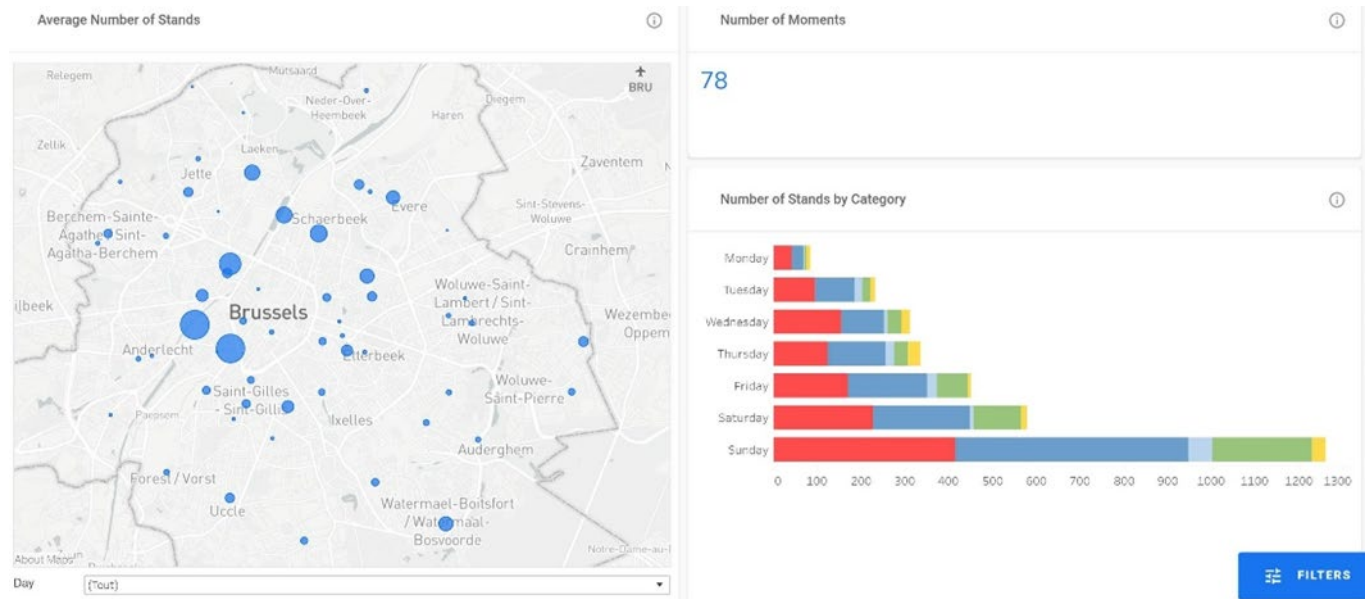 Average Number of Stands
Relegem
Mutsaard
BRU
Neder-Over-
Heembeek
Diegem
Haren
Zellik
Laeken
Zaventem
Jette
Evere
Sint-Stevens-
Woluwe
Berchem-Sainte-
Agathe / Sint-
Agatha-Berchem
Schaerbeek
Crainhem
Woluwe-Saint-
Lambert / Sint-
Lambrechts-
Woluwe
Brussels
Anderlecht
Etterbeek
Woluwe-
Saint-Pierre
Saint-Gilles
- Sint-Gillis
Ixelles
Auderghem
Forest / Vorst
Uccle
Watermael-Boitsfort
/ Watermaal-
Bosvoorde
About Maps
Day
(Tout)
Number of Moments
78
Number of Stands by Category
Monday
Tuesday
Wednesday
Thursday
Friday
Saturday
Sunday
0 100 200 300 400 500 600 700 800 900 1000 1100 1200 1300
FILTERS